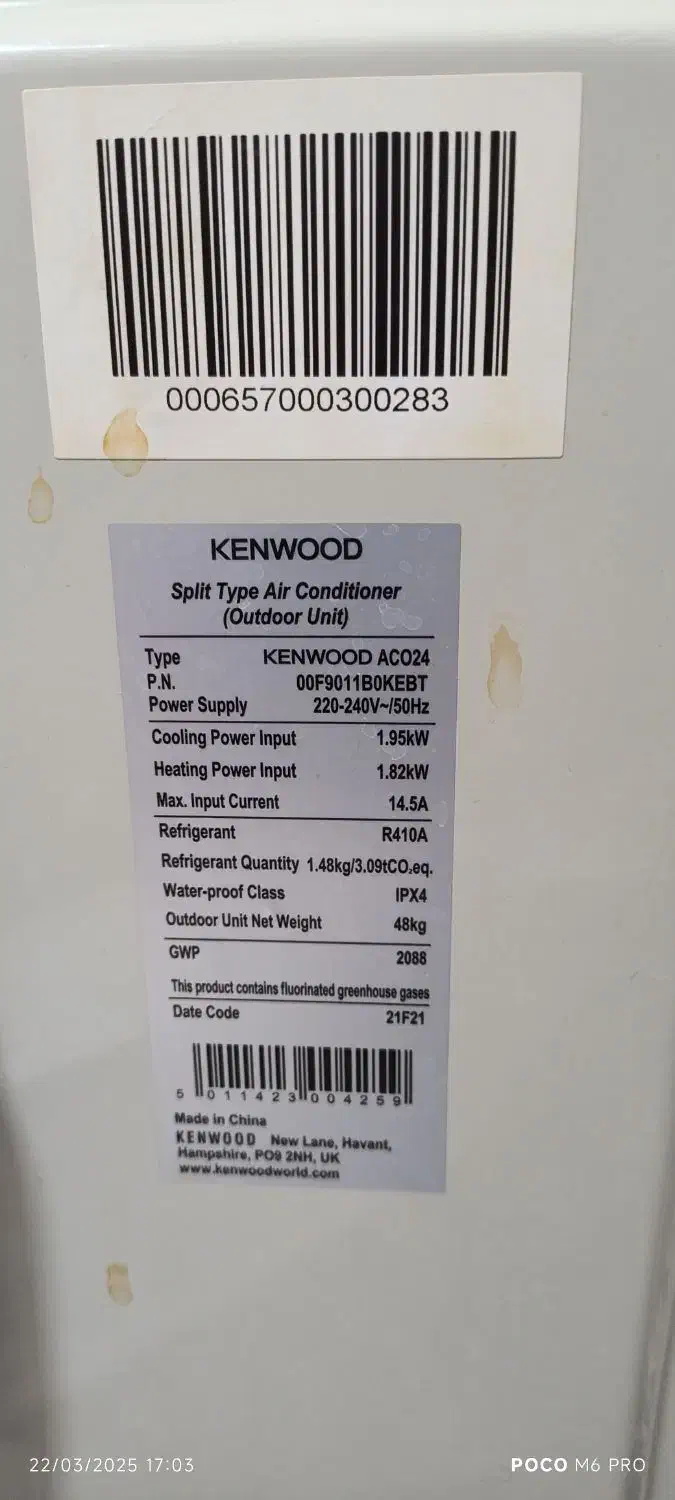 000657000300283
KENWOOD
Split Type Air Conditioner
(Outdoor Unit)
Type KENWOOD ACO24
P.N. 00F9011B0KEBT
Power Supply 220-240V~/50Hz
Cooling Power Input 1.95kW
Heating Power Input 1.82kW
Max. Input Current 14.5A
Refrigerant R410A
Refrigerant Quantity 1.48kg/3.09tCO₂eq.
Water-proof Class IPX4
Outdoor Unit Net Weight 48kg
GWP 2088
This product contains fluorinated greenhouse gases
Date Code 21F21
5 011423 004259
Made in China
KENWOOD New Lane, Havant,
Hampshire, PO9 2NH, UK
www.kenwoodworld.com
22/03/2025 17:03 POCO M6 PRO